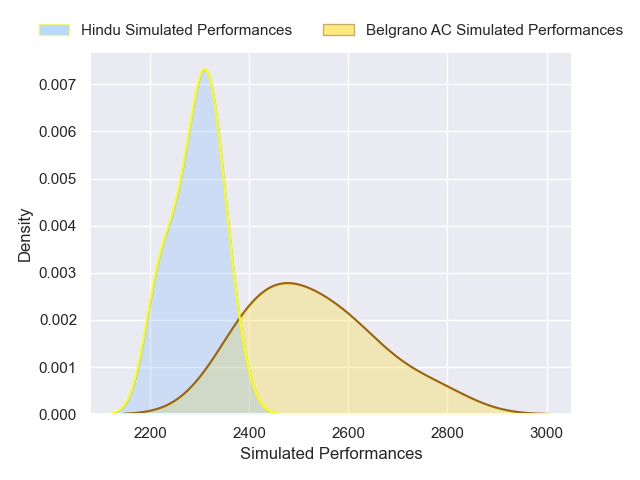 Hindu Simulated Performances
Belgrano AC Simulated Performances
0.007
0.006
0.005
0.004
0.003
0.002
0.001
0.000
Density
2200 2400 2600 2800 3000
Simulated Performances